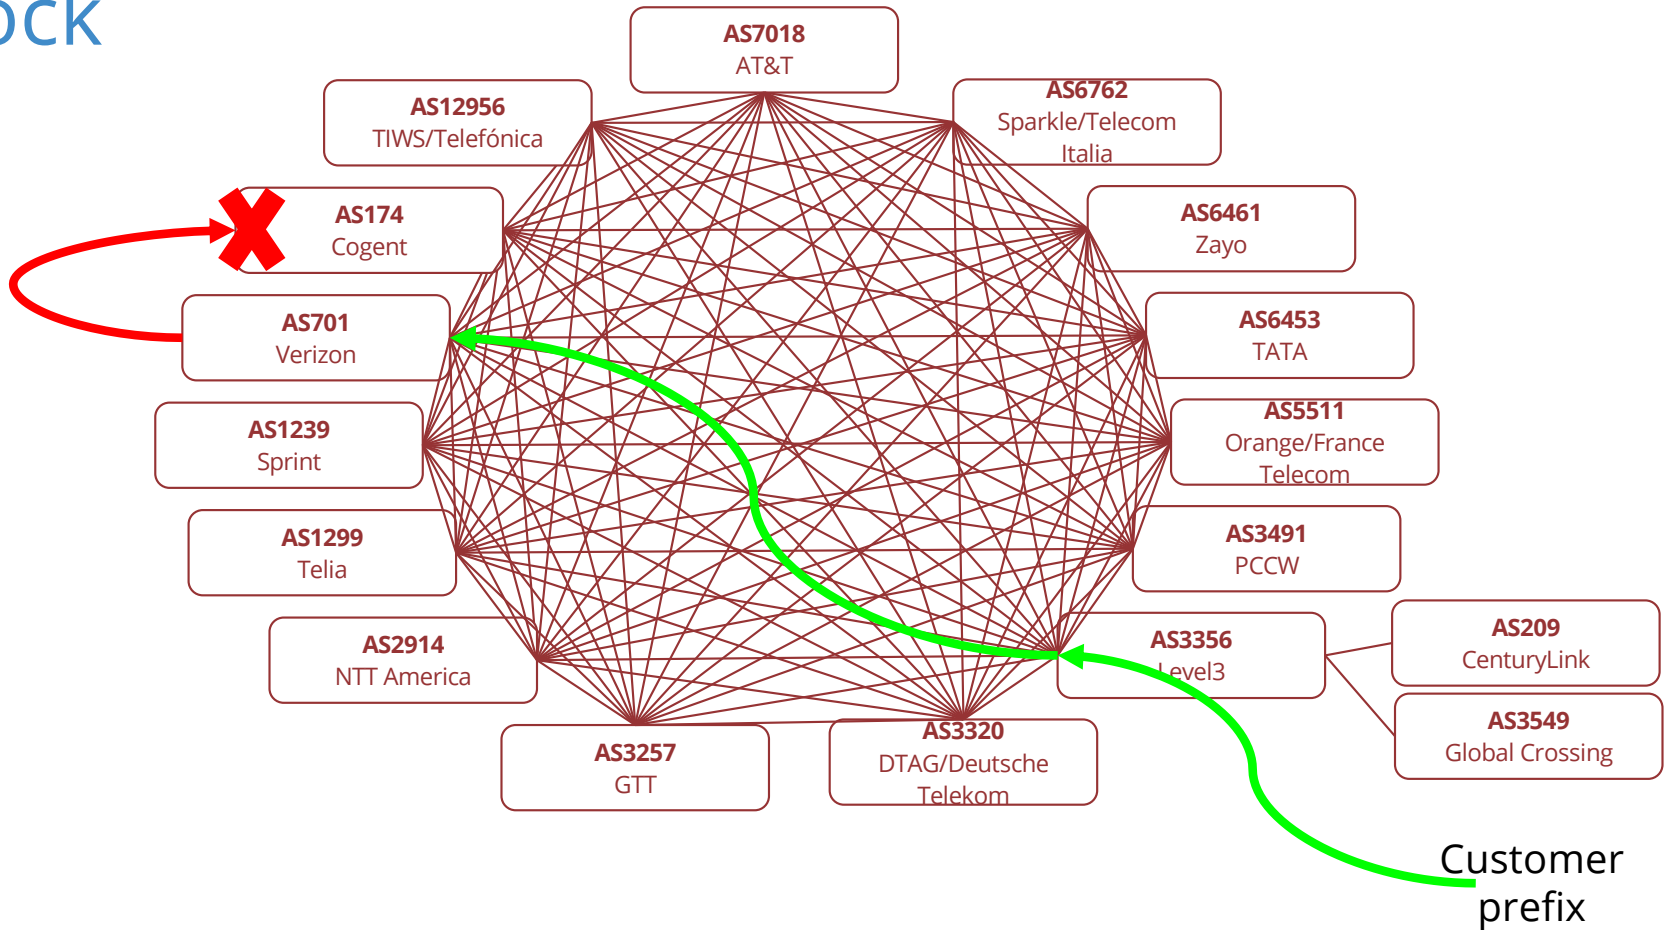 ock
AS7018
AT&T
AS12956
TIWS/Telefónica
AS6762
Sparkle/Telecom
Italia
AS174
Cogent
AS6461
Zayo
AS701
Verizon
AS6453
TATA
AS1239
Sprint
AS5511
Orange/France
Telecom
AS1299
Telia
AS3491
PCCW
AS2914
NTT America
AS3356
Level3
AS209
CenturyLink
AS3257
GTT
AS3320
DTAG/Deutsche
Telekom
AS3549
Global Crossing
Customer
prefix